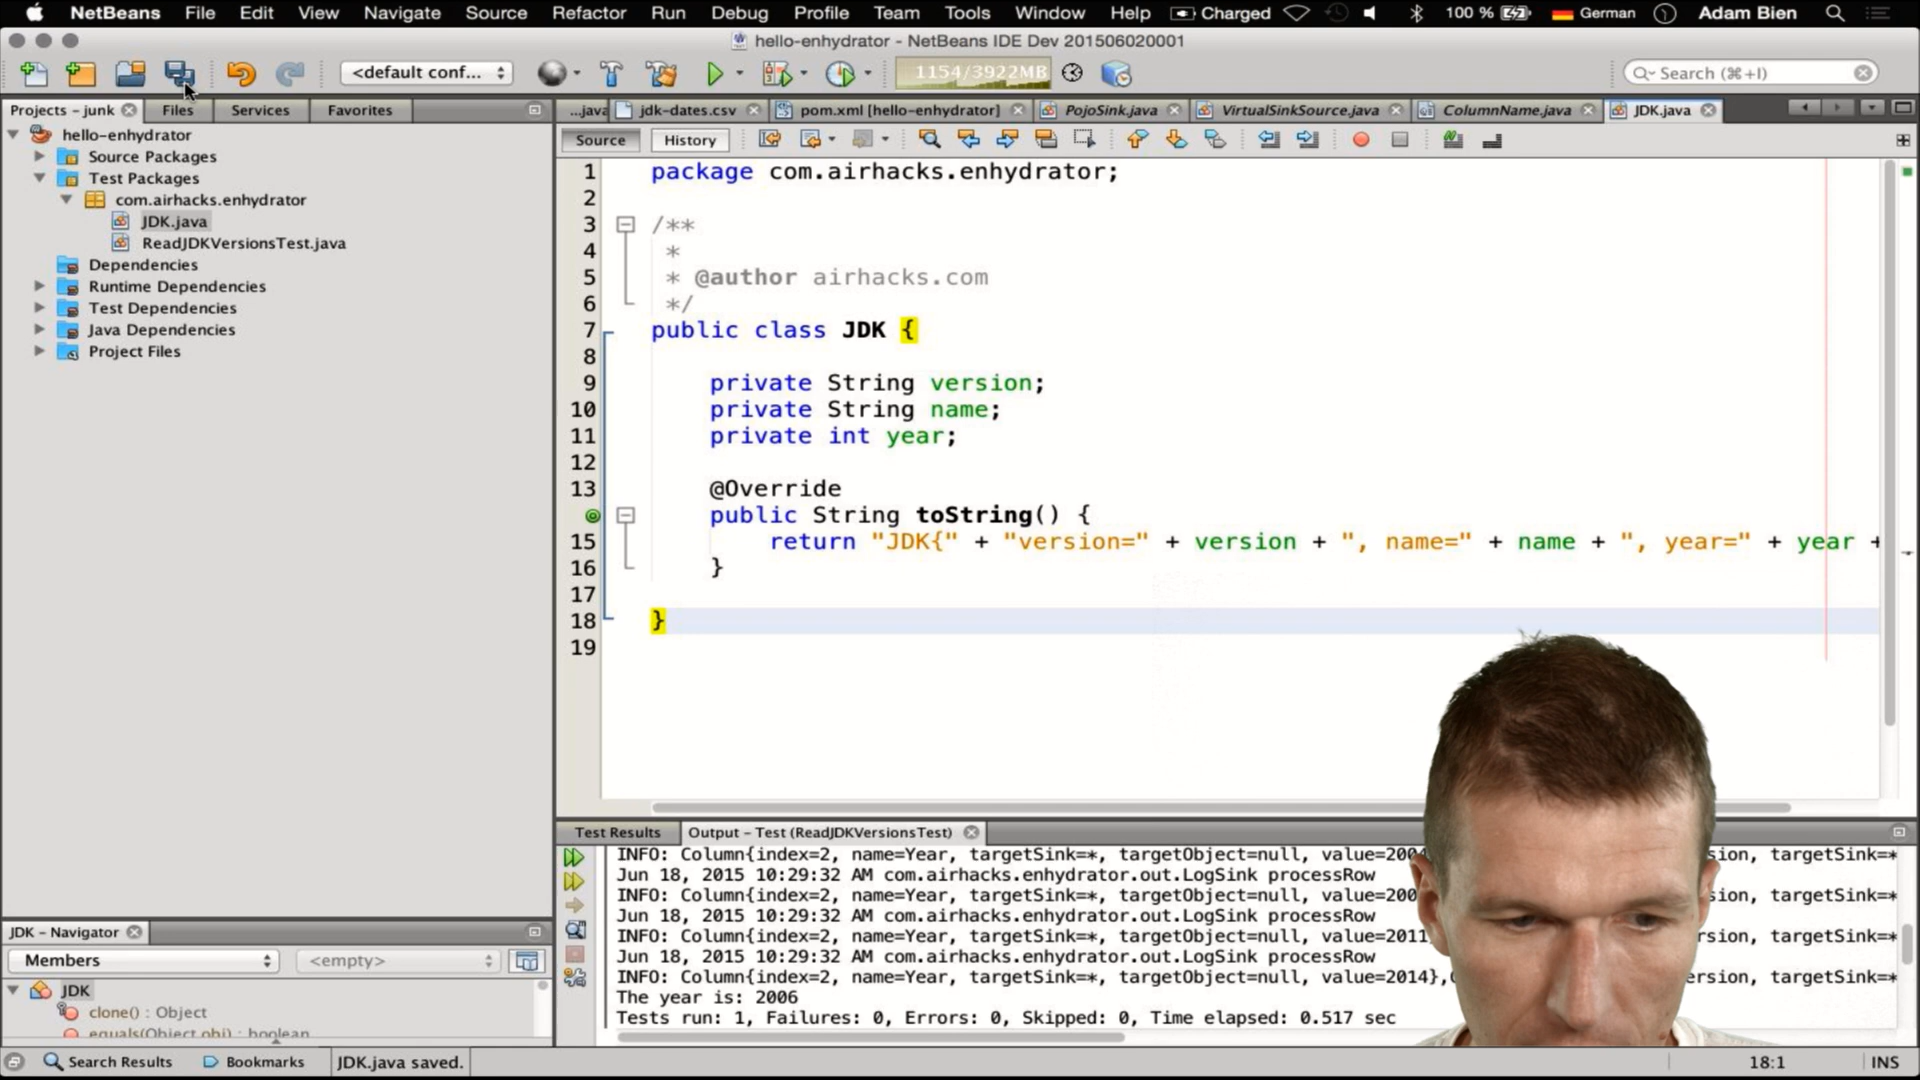 NetBeans File Edit View Navigate Source Refactor Run Debug Profile Team Tools Window Help Charged 100 % German Adam Bien
hello-enhydrator - NetBeans IDE Dev 201506020001
<default conf... 1154/3922MB Search (⌘+I)
Projects – junk Files Services Favorites
...java jdk-dates.csv pom.xml [hello-enhydrator] PojoSink.java VirtualSinkSource.java ColumnName.java JDK.java
Source History
hello-enhydrator
Source Packages
Test Packages
com.airhacks.enhydrator
JDK.java
ReadJDKVersionsTest.java
Dependencies
Runtime Dependencies
Test Dependencies
Java Dependencies
Project Files
1 package com.airhacks.enhydrator;
2
3 /**
4 *
5 * @author airhacks.com
6 */
7 public class JDK {
8
9 private String version;
10 private String name;
11 private int year;
12
13 @Override
public String toString() {
15 return "JDK{" + "version=" + version + ", name=" + name + ", year=" + year +
16 }
17
18 }
19
Test Results Output – Test (ReadJDKVersionsTest)
INFO: Column{index=2, name=Year, targetSink=*, targetObject=null, value=2004 sion, targetSink=*
Jun 18, 2015 10:29:32 AM com.airhacks.enhydrator.out.LogSink processRow
INFO: Column{index=2, name=Year, targetSink=*, targetObject=null, value=200 rsion, targetSink=*
Jun 18, 2015 10:29:32 AM com.airhacks.enhydrator.out.LogSink processRow
INFO: Column{index=2, name=Year, targetSink=*, targetObject=null, value=2011 rsion, targetSink=*
Jun 18, 2015 10:29:32 AM com.airhacks.enhydrator.out.LogSink processRow
INFO: Column{index=2, name=Year, targetSink=*, targetObject=null, value=2014}, rsion, targetSink=*
The year is: 2006
Tests run: 1, Failures: 0, Errors: 0, Skipped: 0, Time elapsed: 0.517 sec
JDK – Navigator
Members <empty>
JDK
clone() : Object
equals(Object obj) : boolean
Search Results Bookmarks JDK.java saved. 18:1 INS